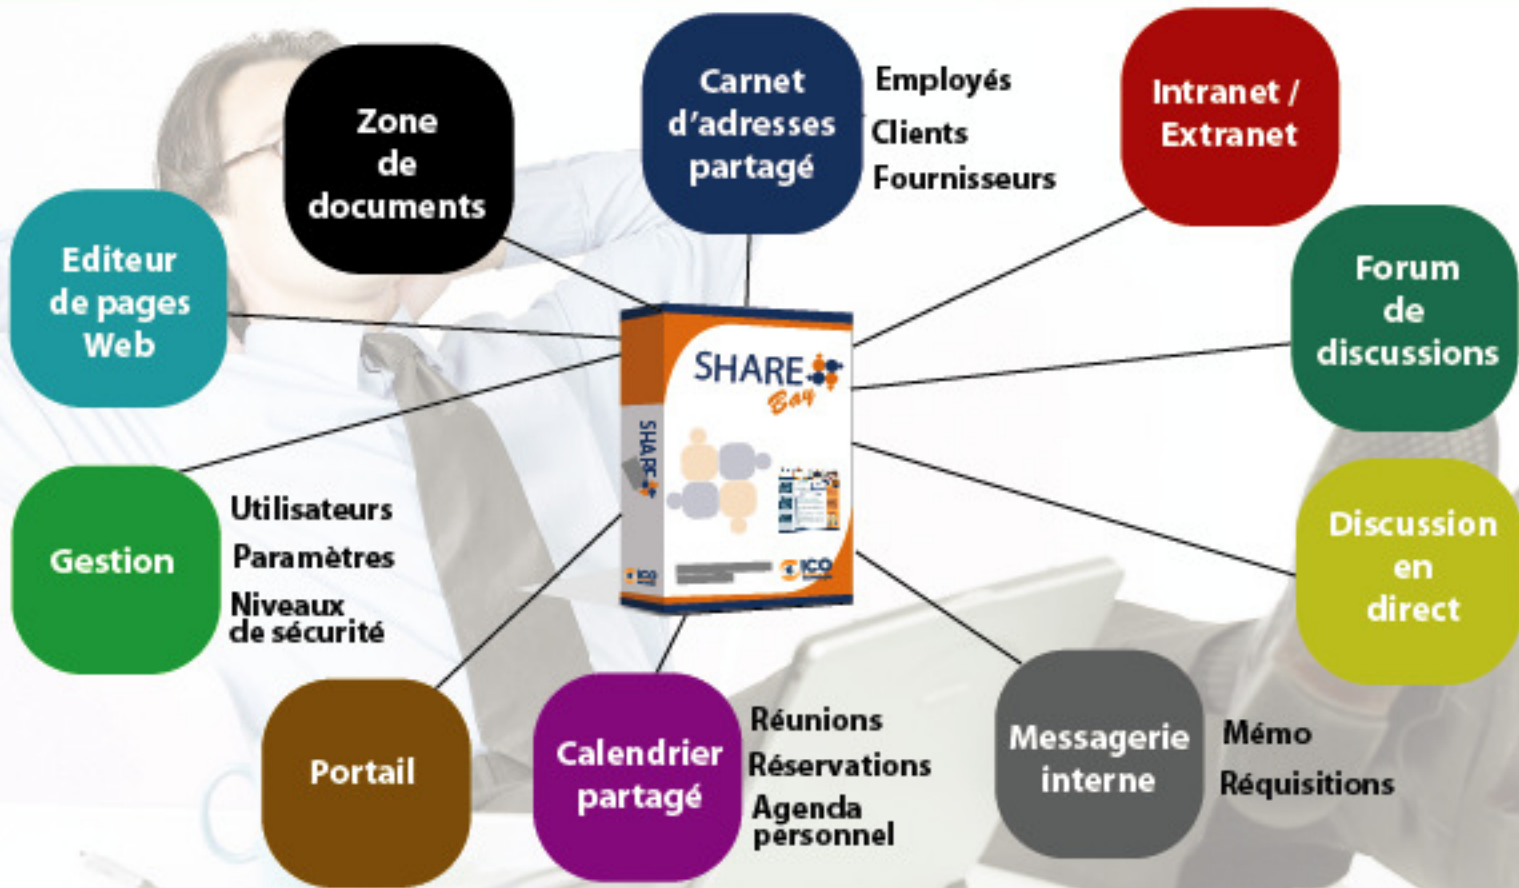 Zone
de
documents
Carnet
d'adresses
partagé
Employés
Clients
Fournisseurs
Intranet /
Extranet
Editeur
de pages
Web
Forum
de
discussions
SHARE
Bay
SHARE
ICO
ICO
Gestion
Utilisateurs
Paramètres
Niveaux
de sécurité
Discussion
en
direct
Portail
Calendrier
partagé
Réunions
Réservations
Agenda
personnel
Messagerie
interne
Mémo
Réquisitions